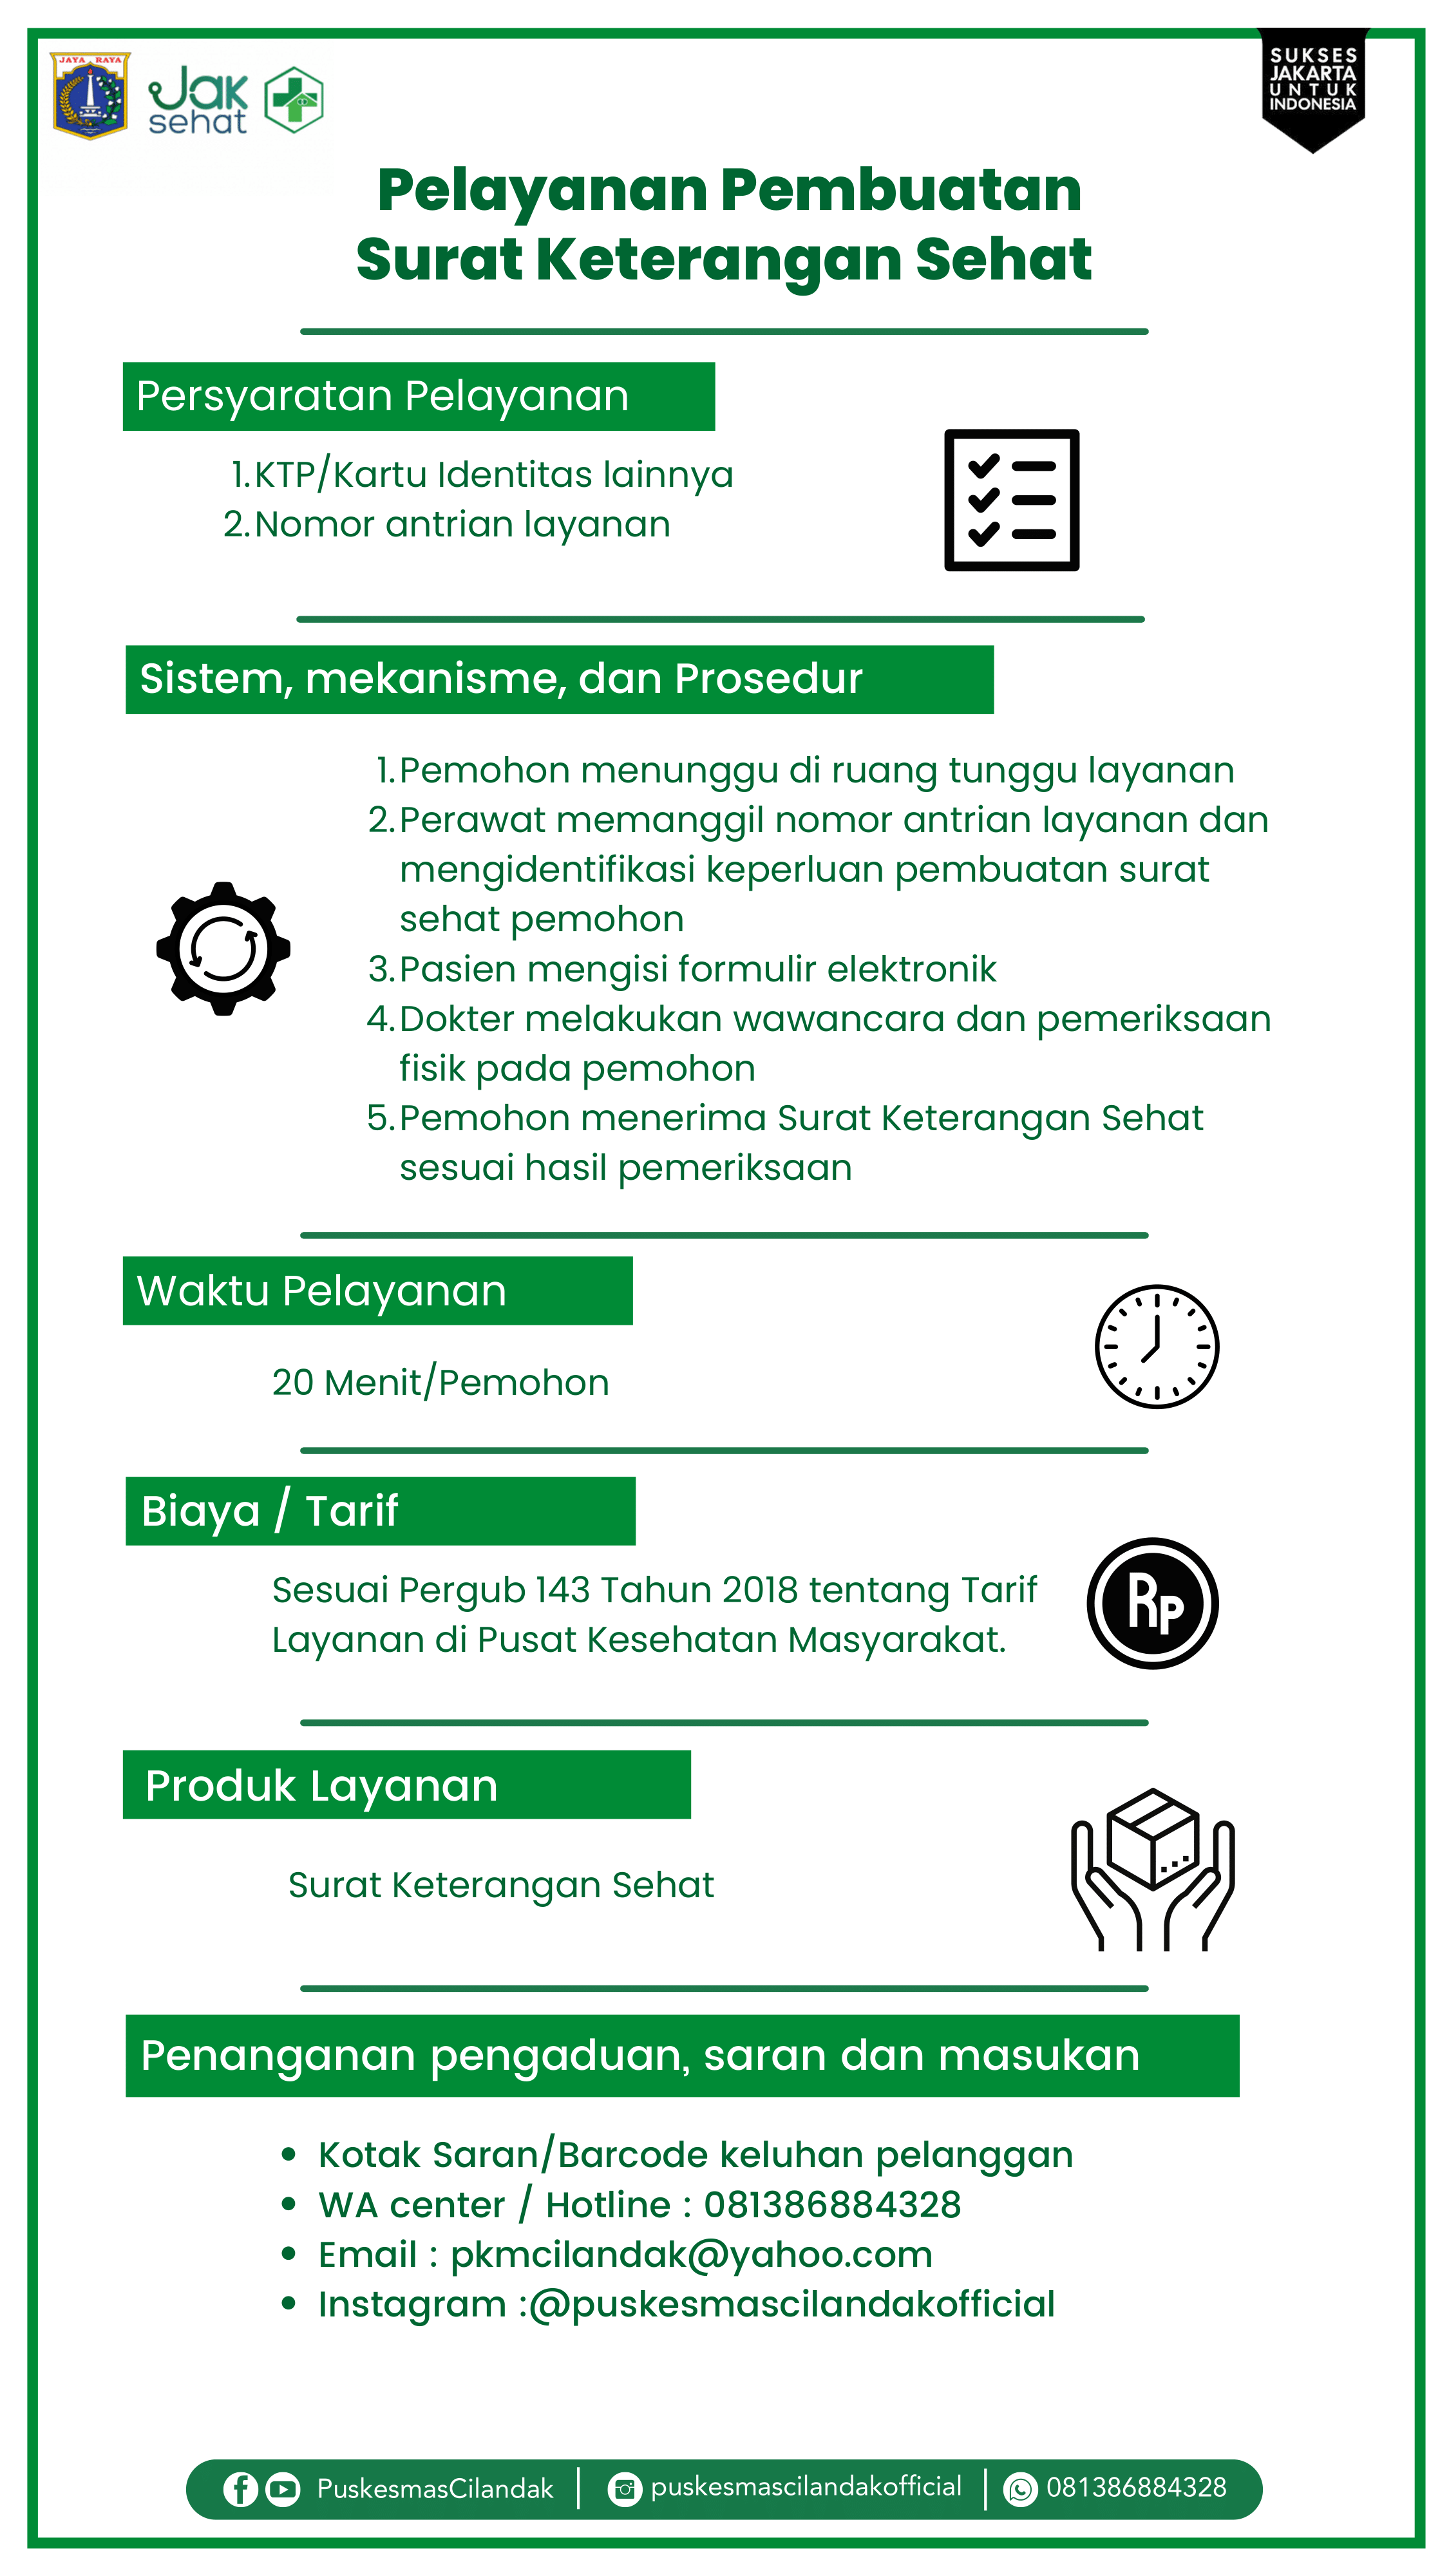 JAYA RAYA
Jak
sehat
SUKSES
JAKARTA
UNTUK
INDONESIA
Pelayanan Pembuatan
Surat Keterangan Sehat
Persyaratan Pelayanan
1. KTP/Kartu Identitas lainnya
2. Nomor antrian layanan
Sistem, mekanisme, dan Prosedur
1. Pemohon menunggu di ruang tunggu layanan
2. Perawat memanggil nomor antrian layanan dan
mengidentifikasi keperluan pembuatan surat
sehat pemohon
3. Pasien mengisi formulir elektronik
4. Dokter melakukan wawancara dan pemeriksaan
fisik pada pemohon
5. Pemohon menerima Surat Keterangan Sehat
sesuai hasil pemeriksaan
Waktu Pelayanan
20 Menit/Pemohon
Biaya / Tarif
Sesuai Pergub 143 Tahun 2018 tentang Tarif
Layanan di Pusat Kesehatan Masyarakat.
Rp
Produk Layanan
Surat Keterangan Sehat
Penanganan pengaduan, saran dan masukan
• Kotak Saran/Barcode keluhan pelanggan
• WA center / Hotline : 081386884328
• Email : pkmcilandak@yahoo.com
• Instagram :@puskesmascilandakofficial
PuskesmasCilandak | puskesmascilandakofficial | 081386884328